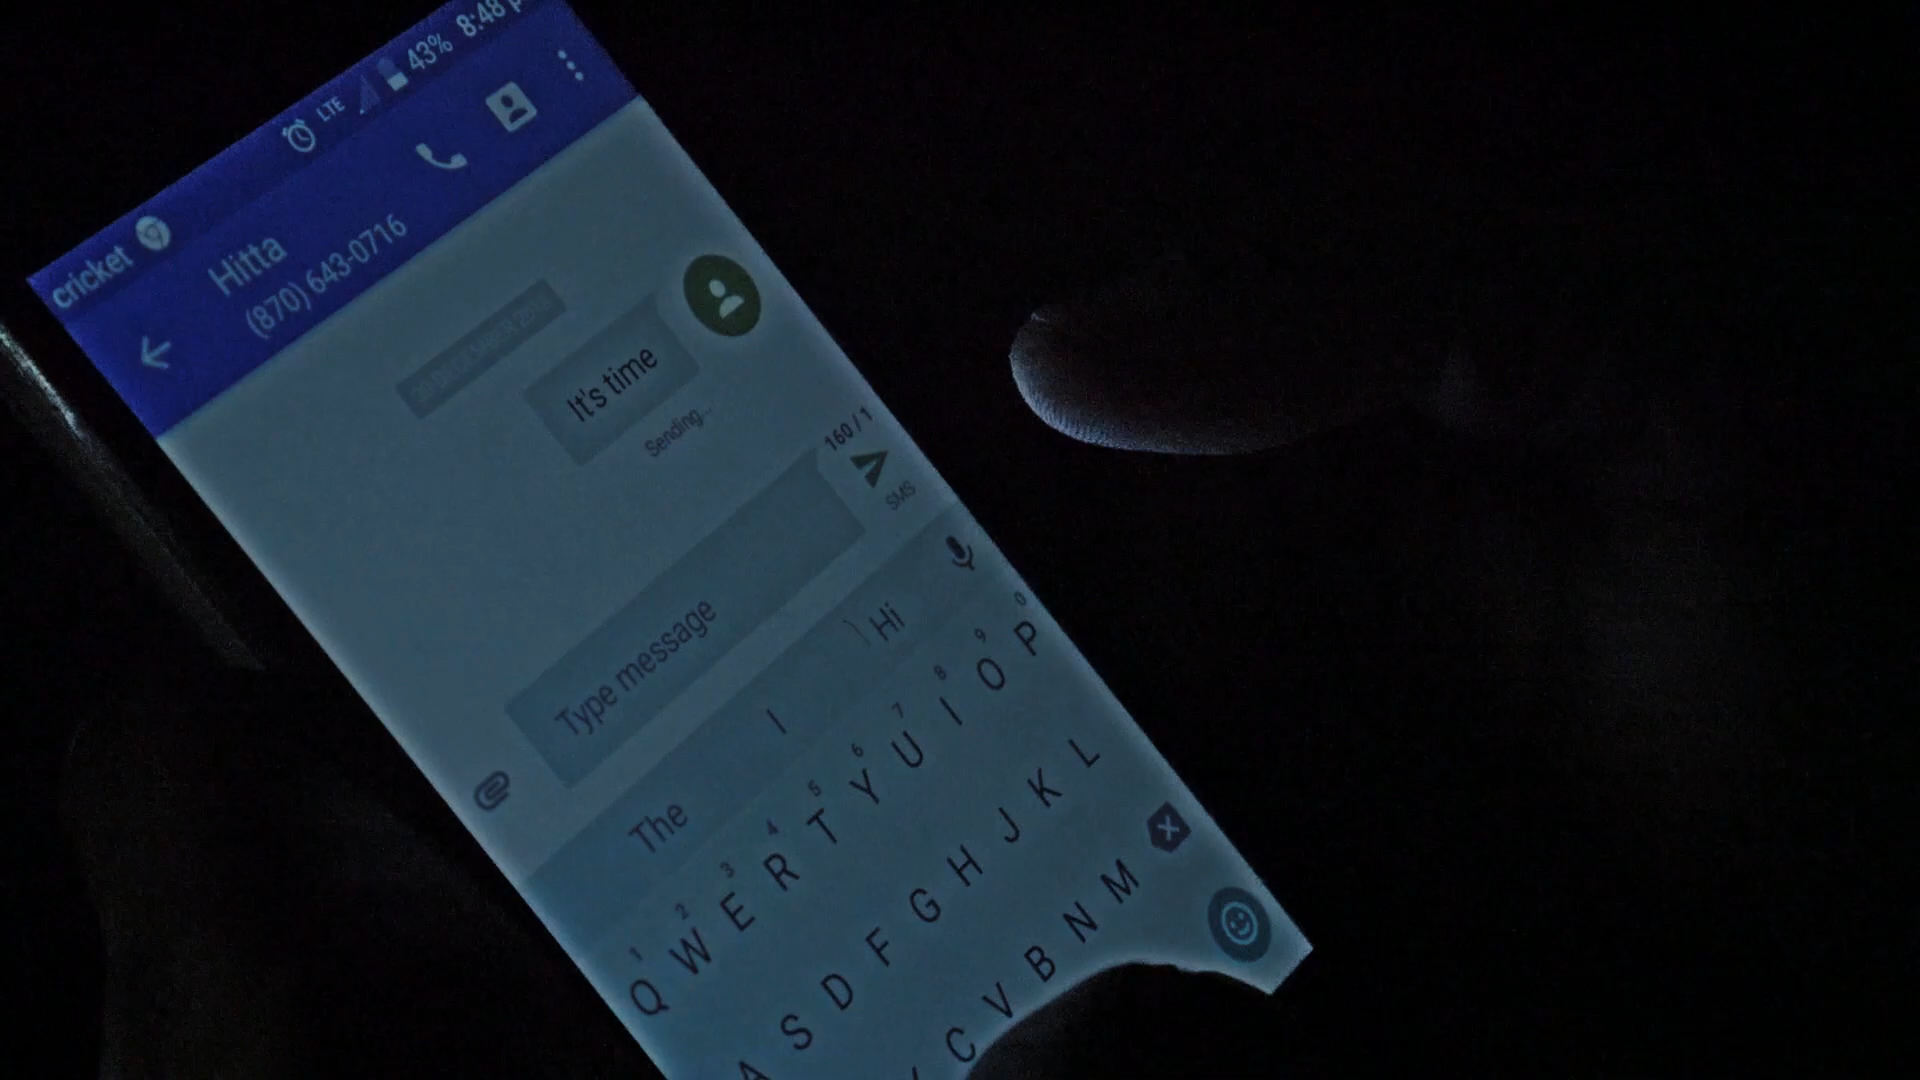 cricket LTE 43% 8:48
Hitta
(870) 643-0716
It's time
Sending...
160 / 1
Type message
SMS
The I Hi
1 2 3 4 5 6 7 8 9 0
Q W E R T Y U I O P
A S D F G H J K L
C V B N M